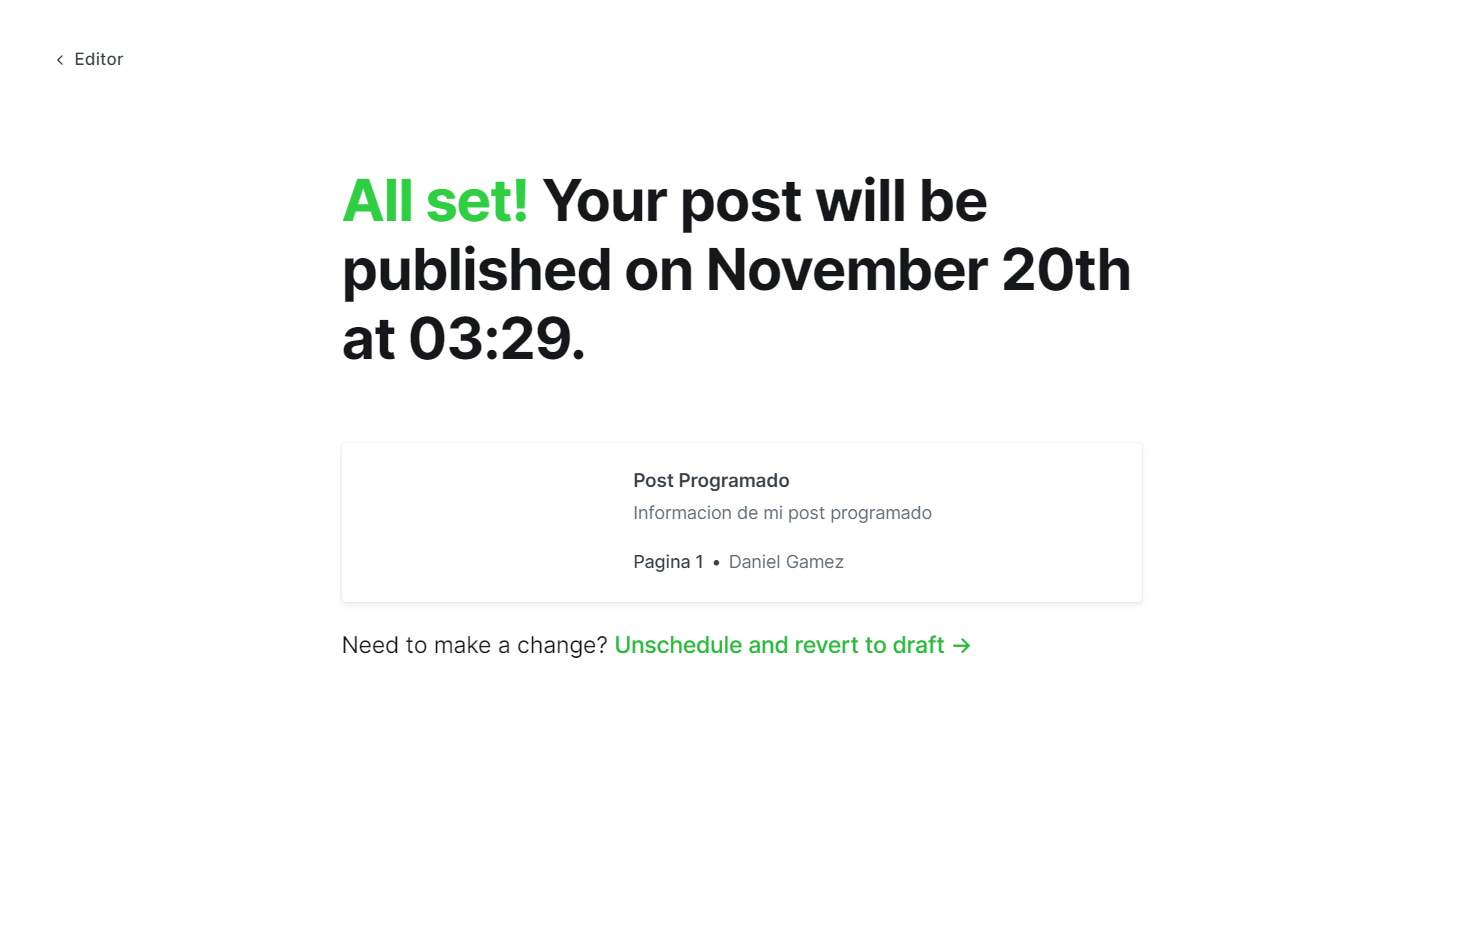 Editor
All set! Your post will be
published on November 20th
at 03:29.
Post Programado
Informacion de mi post programado
Pagina 1 • Daniel Gamez
Need to make a change? Unschedule and revert to draft →